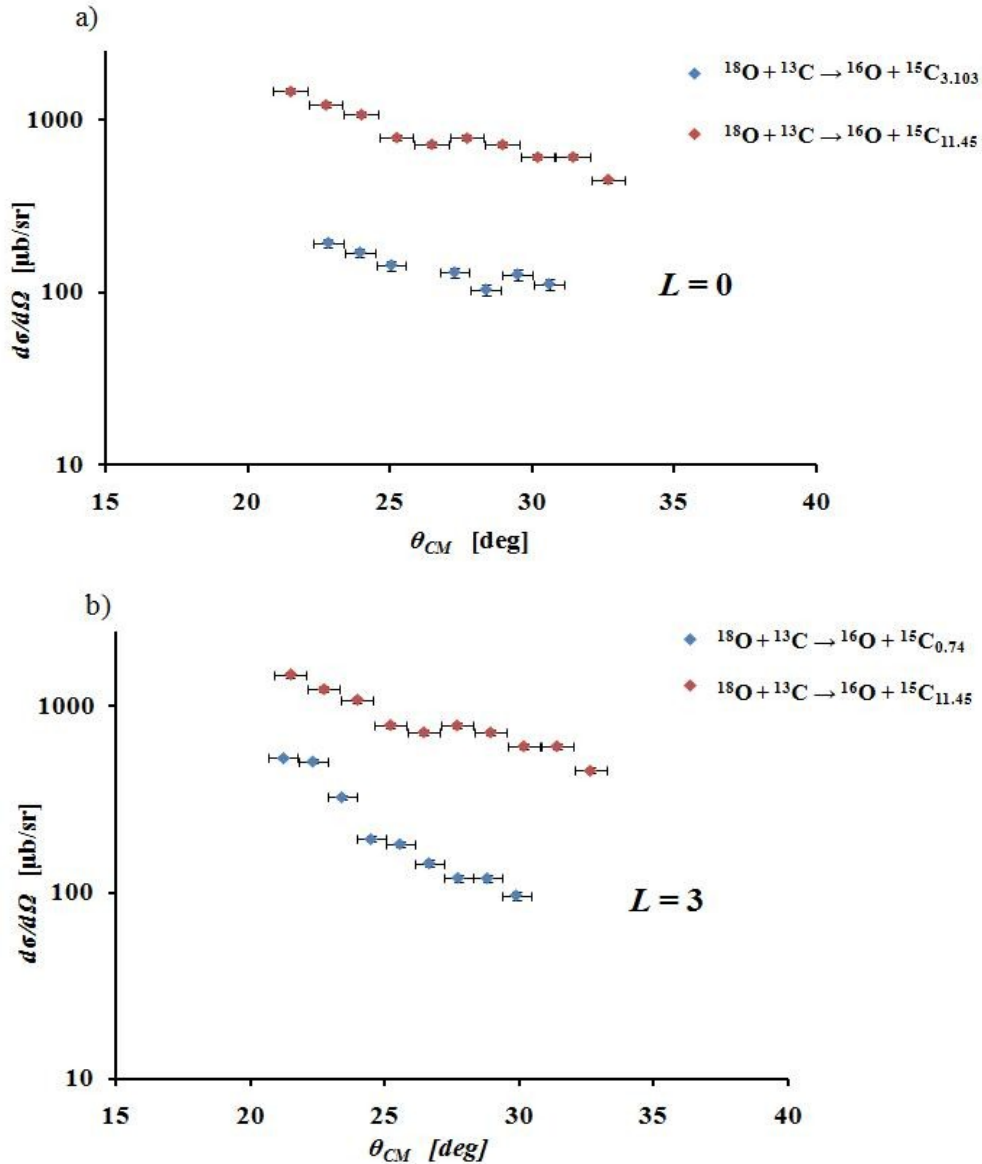 a)
¹⁸O + ¹³C → ¹⁶O + ¹⁵C₃.₁₀₃
¹⁸O + ¹³C → ¹⁶O + ¹⁵C₁₁.₄₅
1000
100
10
dσ/dΩ [µb/sr]
L = 0
15 20 25 30 35 40
θCM [deg]
b)
¹⁸O + ¹³C → ¹⁶O + ¹⁵C₀.₇₄
¹⁸O + ¹³C → ¹⁶O + ¹⁵C₁₁.₄₅
1000
100
10
dσ/dΩ [µb/sr]
L = 3
15 20 25 30 35 40
θCM [deg]